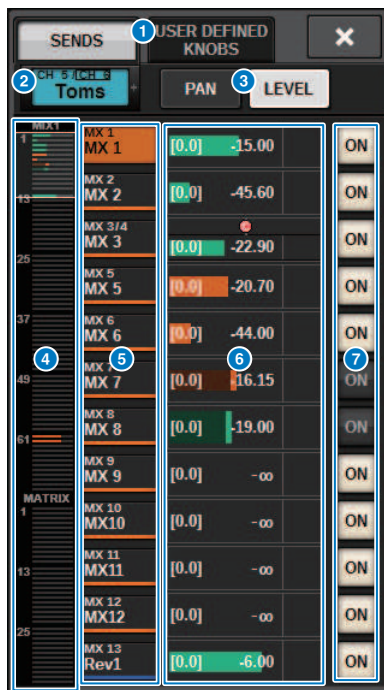 SENDS
1
USER DEFINED
KNOBS
×
2
CH 5/CH 6
Toms
PAN
3
LEVEL
MIX1
1
13
25
37
49
61
MATRIX
1
13
25
4
5
6
7
MX 1
MX 1
[0.0] -15.00
ON
MX 2
MX 2
[0.0] -45.60
ON
MX 3/4
MX 3
[0.0] -22.90
ON
MX 5
MX 5
[0.0] -20.70
ON
MX 6
MX 6
[0.0] -44.00
ON
MX 7
MX 7
[0.0] -16.15
ON
MX 8
MX 8
[0.0] -19.00
ON
MX 9
MX 9
[0.0] -∞
ON
MX 10
MX10
[0.0] -∞
ON
MX 11
MX11
[0.0] -∞
ON
MX 12
MX12
[0.0] -∞
ON
MX 13
Rev1
[0.0] -6.00
ON